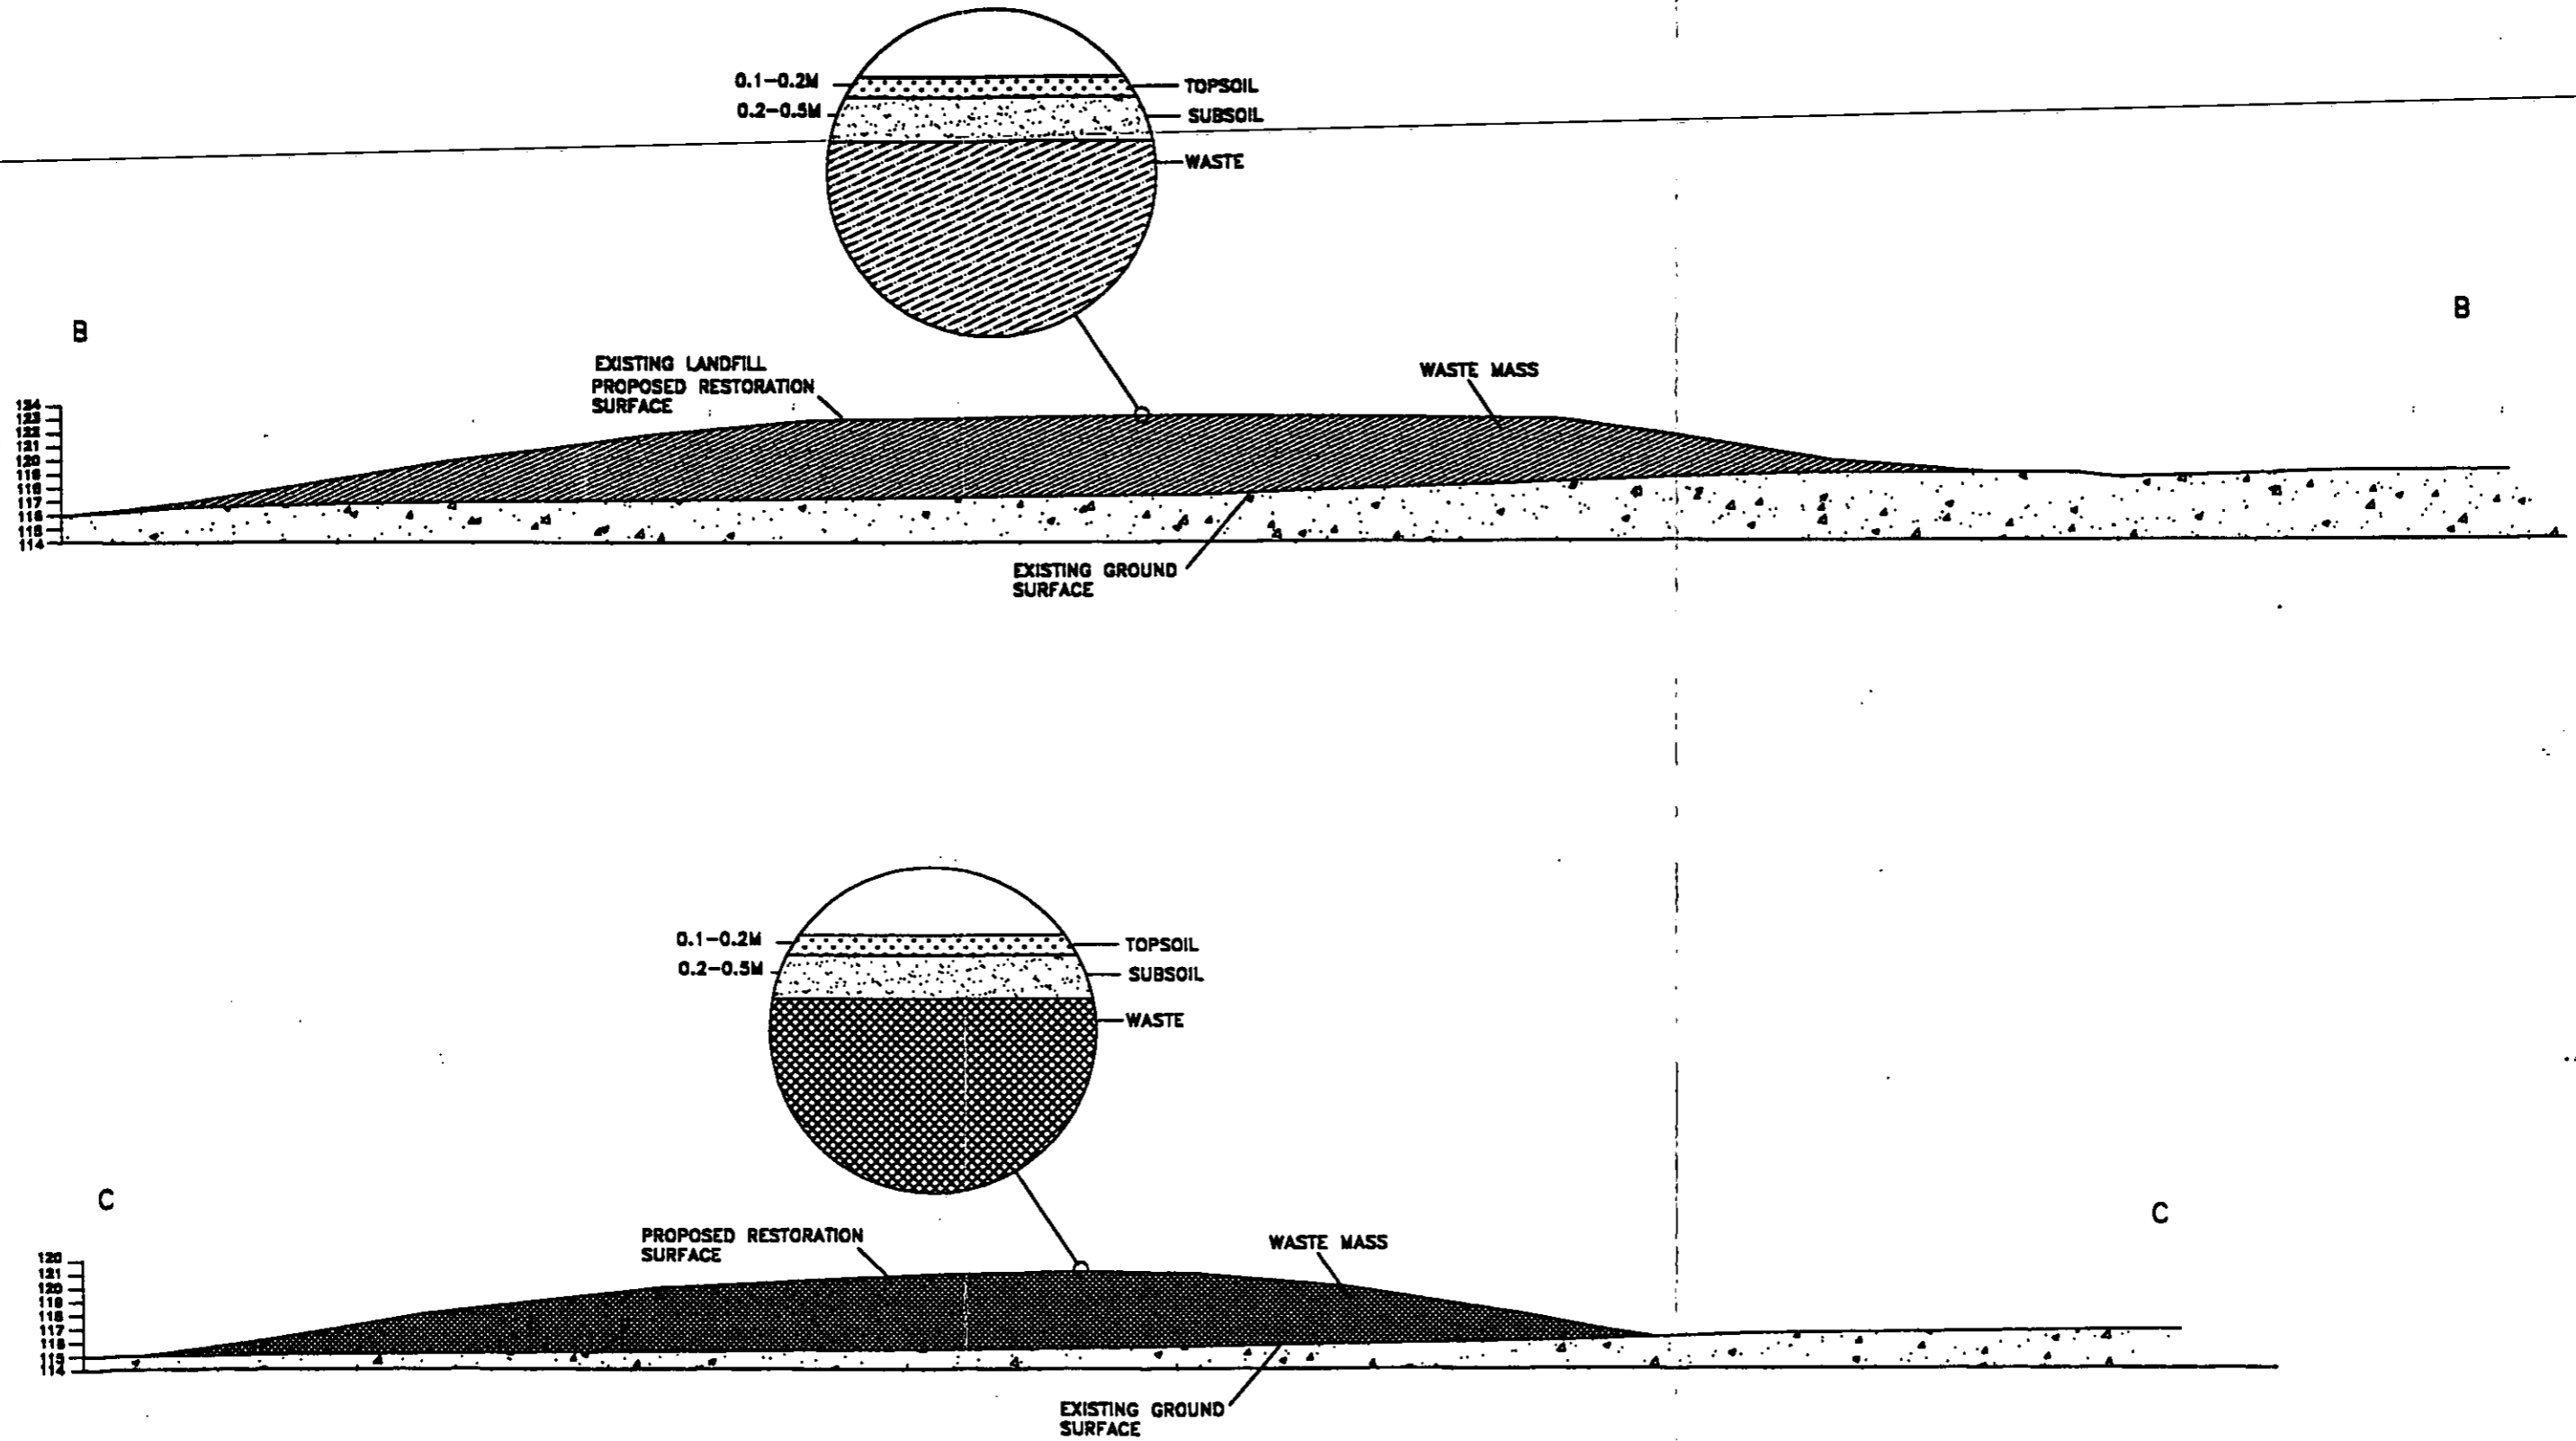 0.1-0.2M
TOPSOIL
0.2-0.5M
SUBSOIL
WASTE
B
B
EXISTING LANDFILL
PROPOSED RESTORATION
SURFACE
WASTE MASS
124
123
122
121
120
119
118
117
116
115
114
EXISTING GROUND
SURFACE
0.1-0.2M
TOPSOIL
0.2-0.5M
SUBSOIL
WASTE
C
C
PROPOSED RESTORATION
SURFACE
WASTE MASS
121
120
119
118
117
116
115
114
EXISTING GROUND
SURFACE